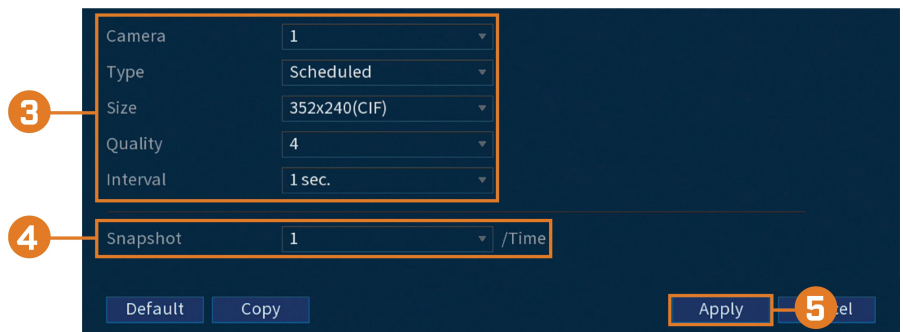 Camera 1
Type Scheduled
3 Size 352x240(CIF)
Quality 4
Interval 1 sec.
4 Snapshot 1 /Time
Default Copy Apply 5 el